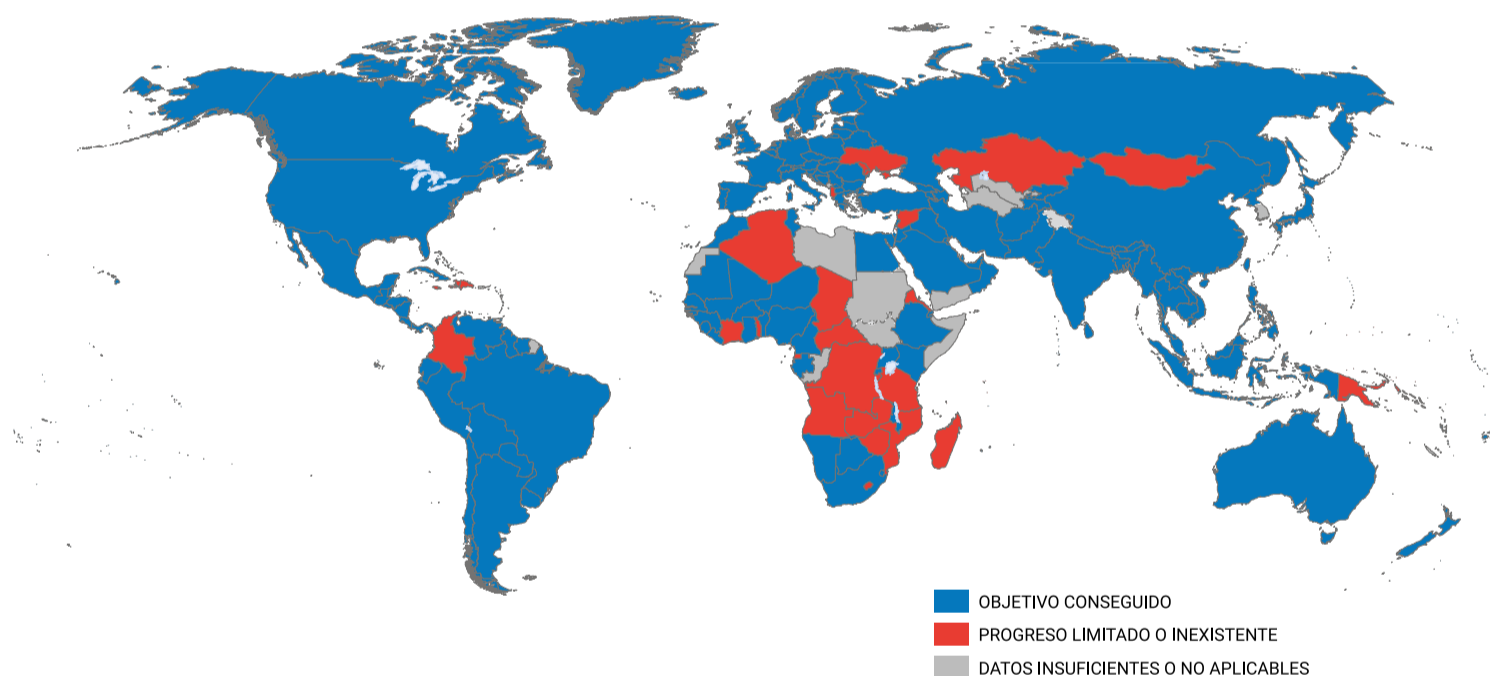 OBJETIVO CONSEGUIDO
PROGRESO LIMITADO O INEXISTENTE
DATOS INSUFICIENTES O NO APLICABLES